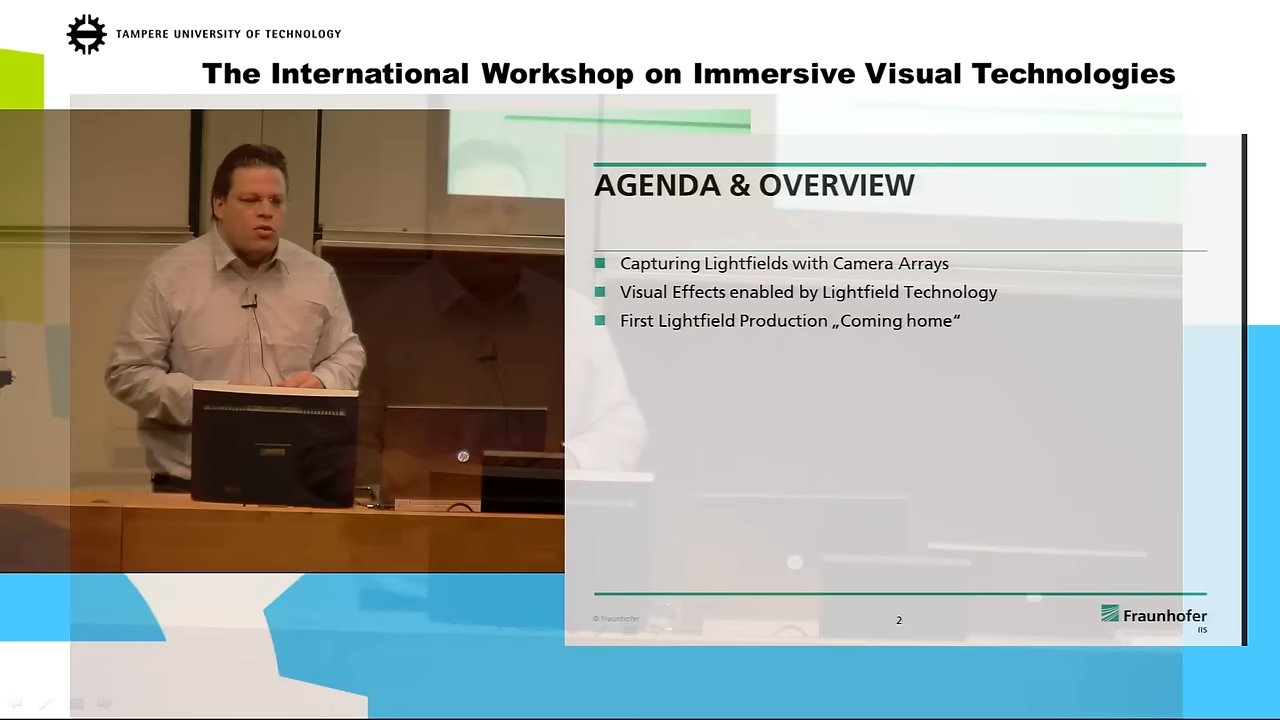 TAMPERE UNIVERSITY OF TECHNOLOGY
The International Workshop on Immersive Visual Technologies
AGENDA & OVERVIEW
Capturing Lightfields with Camera Arrays
Visual Effects enabled by Lightfield Technology
First Lightfield Production „Coming home“
© Fraunhofer
2
Fraunhofer
IIS
hp